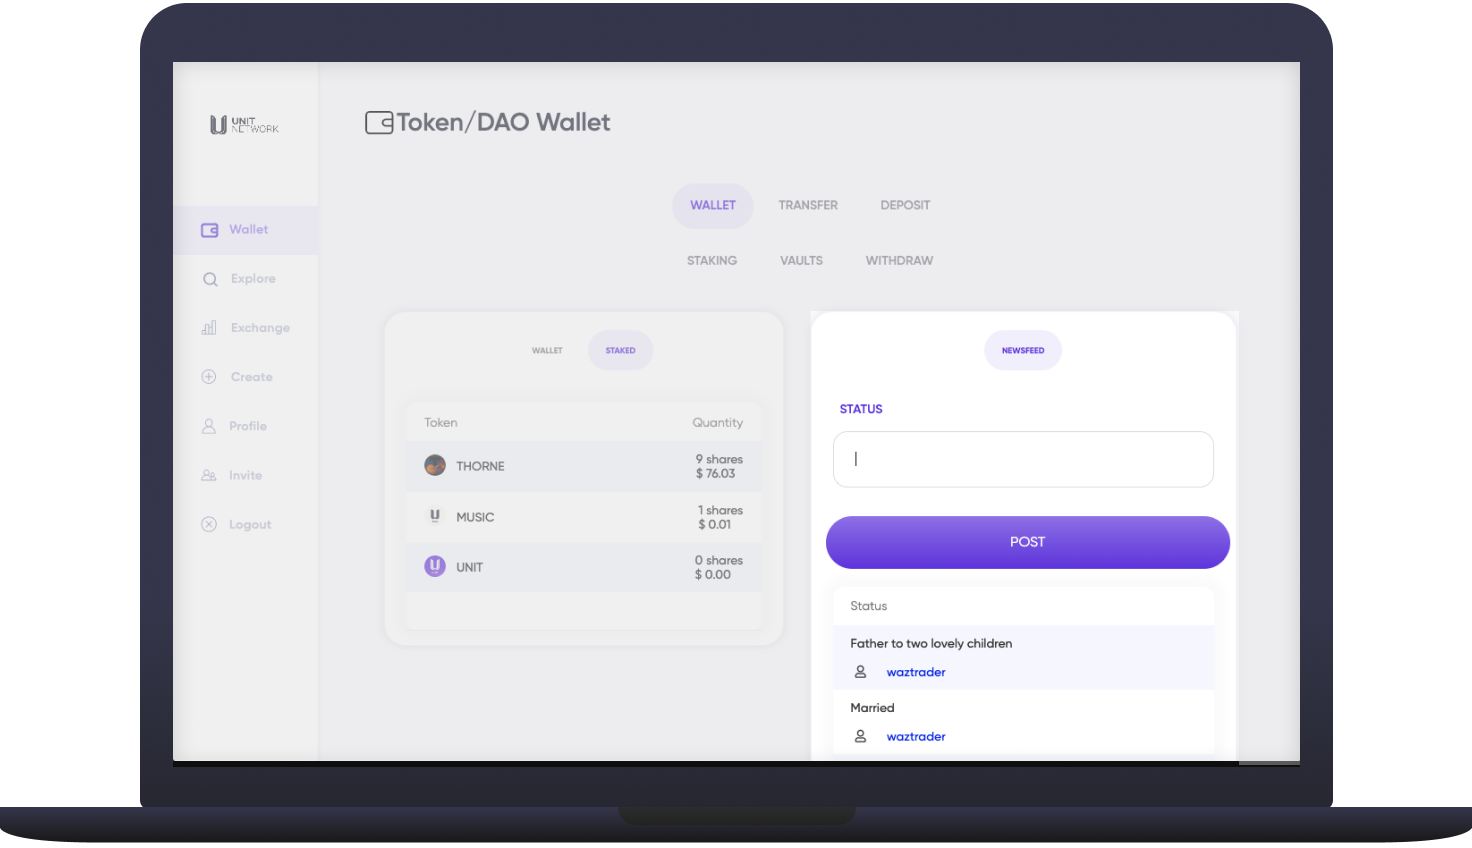 UNIT
NETWORK
Token/DAO Wallet
WALLET TRANSFER DEPOSIT
STAKING VAULTS WITHDRAW
Wallet
Explore
Exchange
Create
Profile
Invite
Logout
WALLET STAKED
Token Quantity
THORNE 9 shares
$ 76.03
MUSIC 1 shares
$ 0.01
UNIT 0 shares
$ 0.00
NEWSFEED
STATUS
POST
Status
Father to two lovely children
waztrader
Married
waztrader